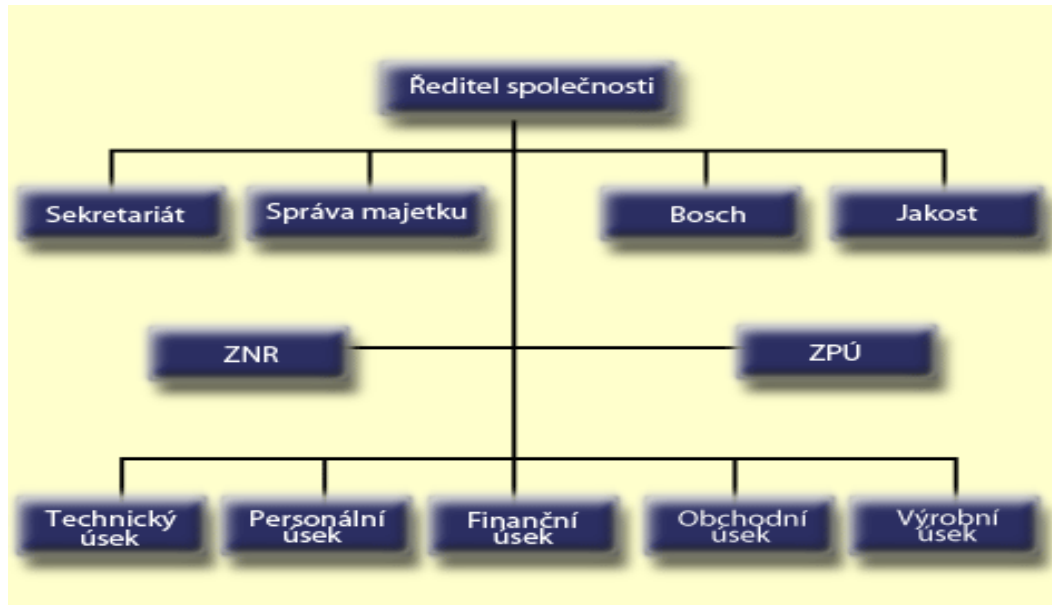 Ředitel společnosti
Sekretariát
Správa majetku
Bosch
Jakost
ZNR
ZPÚ
Technický
úsek
Personální
úsek
Finanční
úsek
Obchodní
úsek
Výrobní
úsek